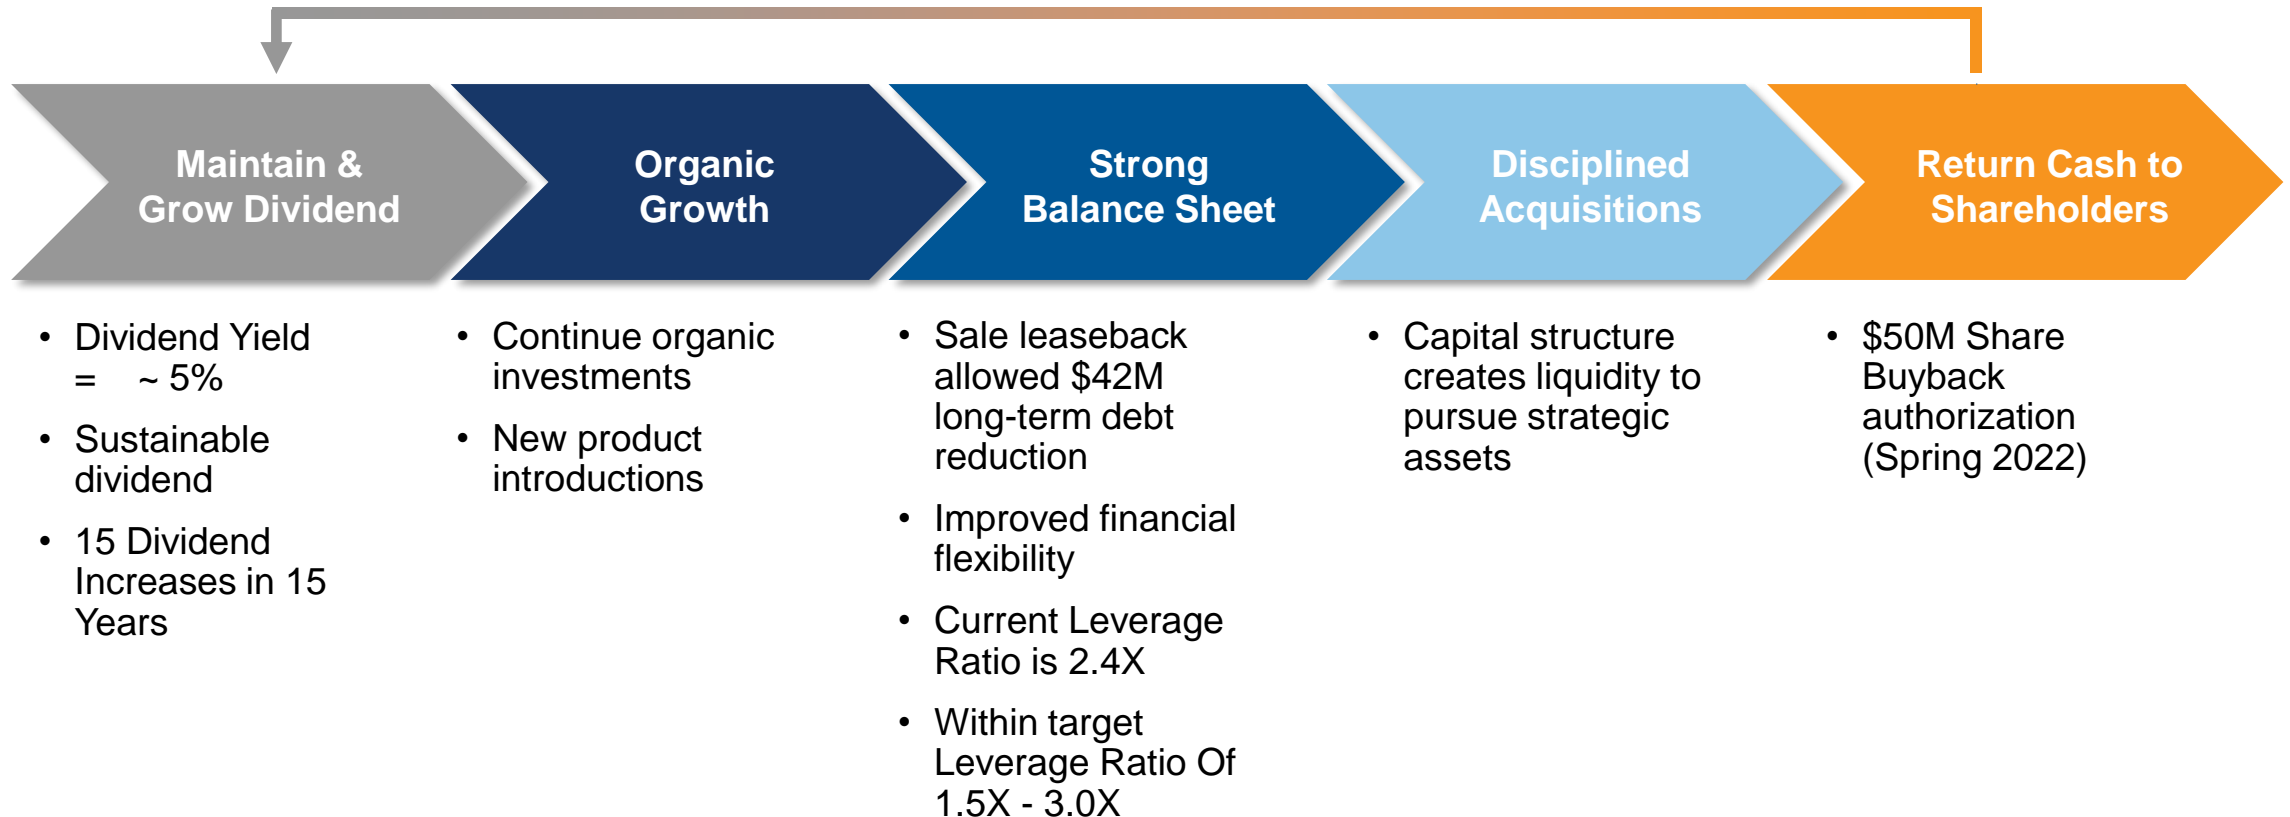 Maintain &
Grow Dividend
Organic
Growth
Strong
Balance Sheet
Disciplined
Acquisitions
Return Cash to
Shareholders
• Dividend Yield
= ~ 5%
• Sustainable
dividend
• 15 Dividend
Increases in 15
Years
• Continue organic
investments
• New product
introductions
• Sale leaseback
allowed $42M
long-term debt
reduction
• Improved financial
flexibility
• Current Leverage
Ratio is 2.4X
• Within target
Leverage Ratio Of
1.5X - 3.0X
• Capital structure
creates liquidity to
pursue strategic
assets
• $50M Share
Buyback
authorization
(Spring 2022)